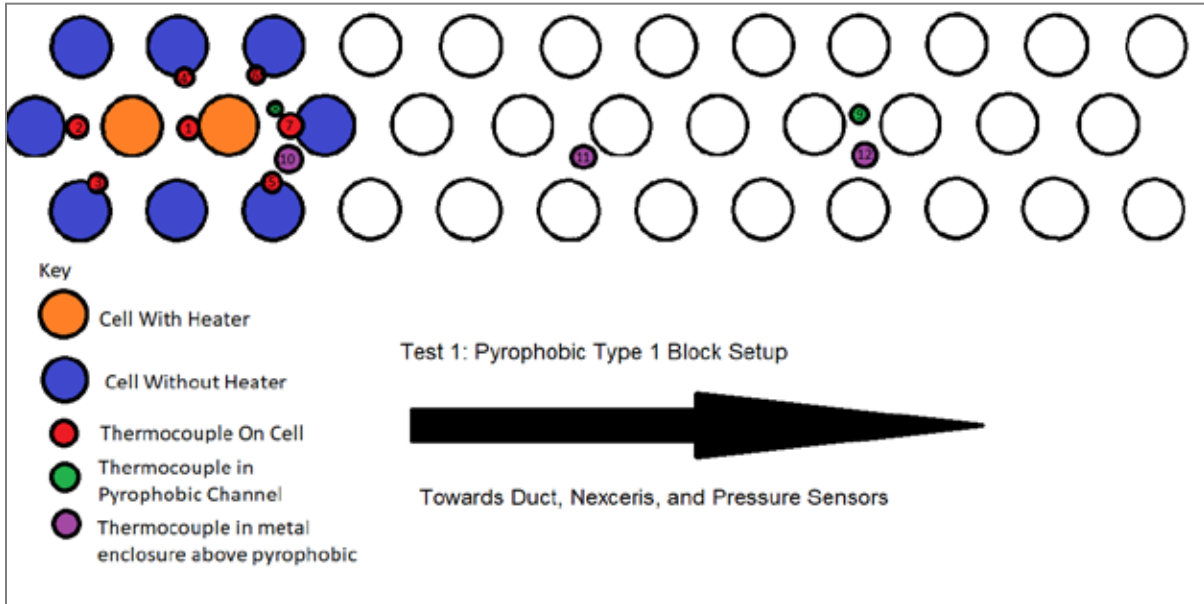 6
2
1
7
9
10
11
12
3
5
Key
Cell With Heater
Test 1: Pyrophobic Type 1 Block Setup
Cell Without Heater
Thermocouple On Cell
Thermocouple in
Pyrophobic Channel
Towards Duct, Nexceris, and Pressure Sensors
Thermocouple in metal
enclosure above pyrophobic